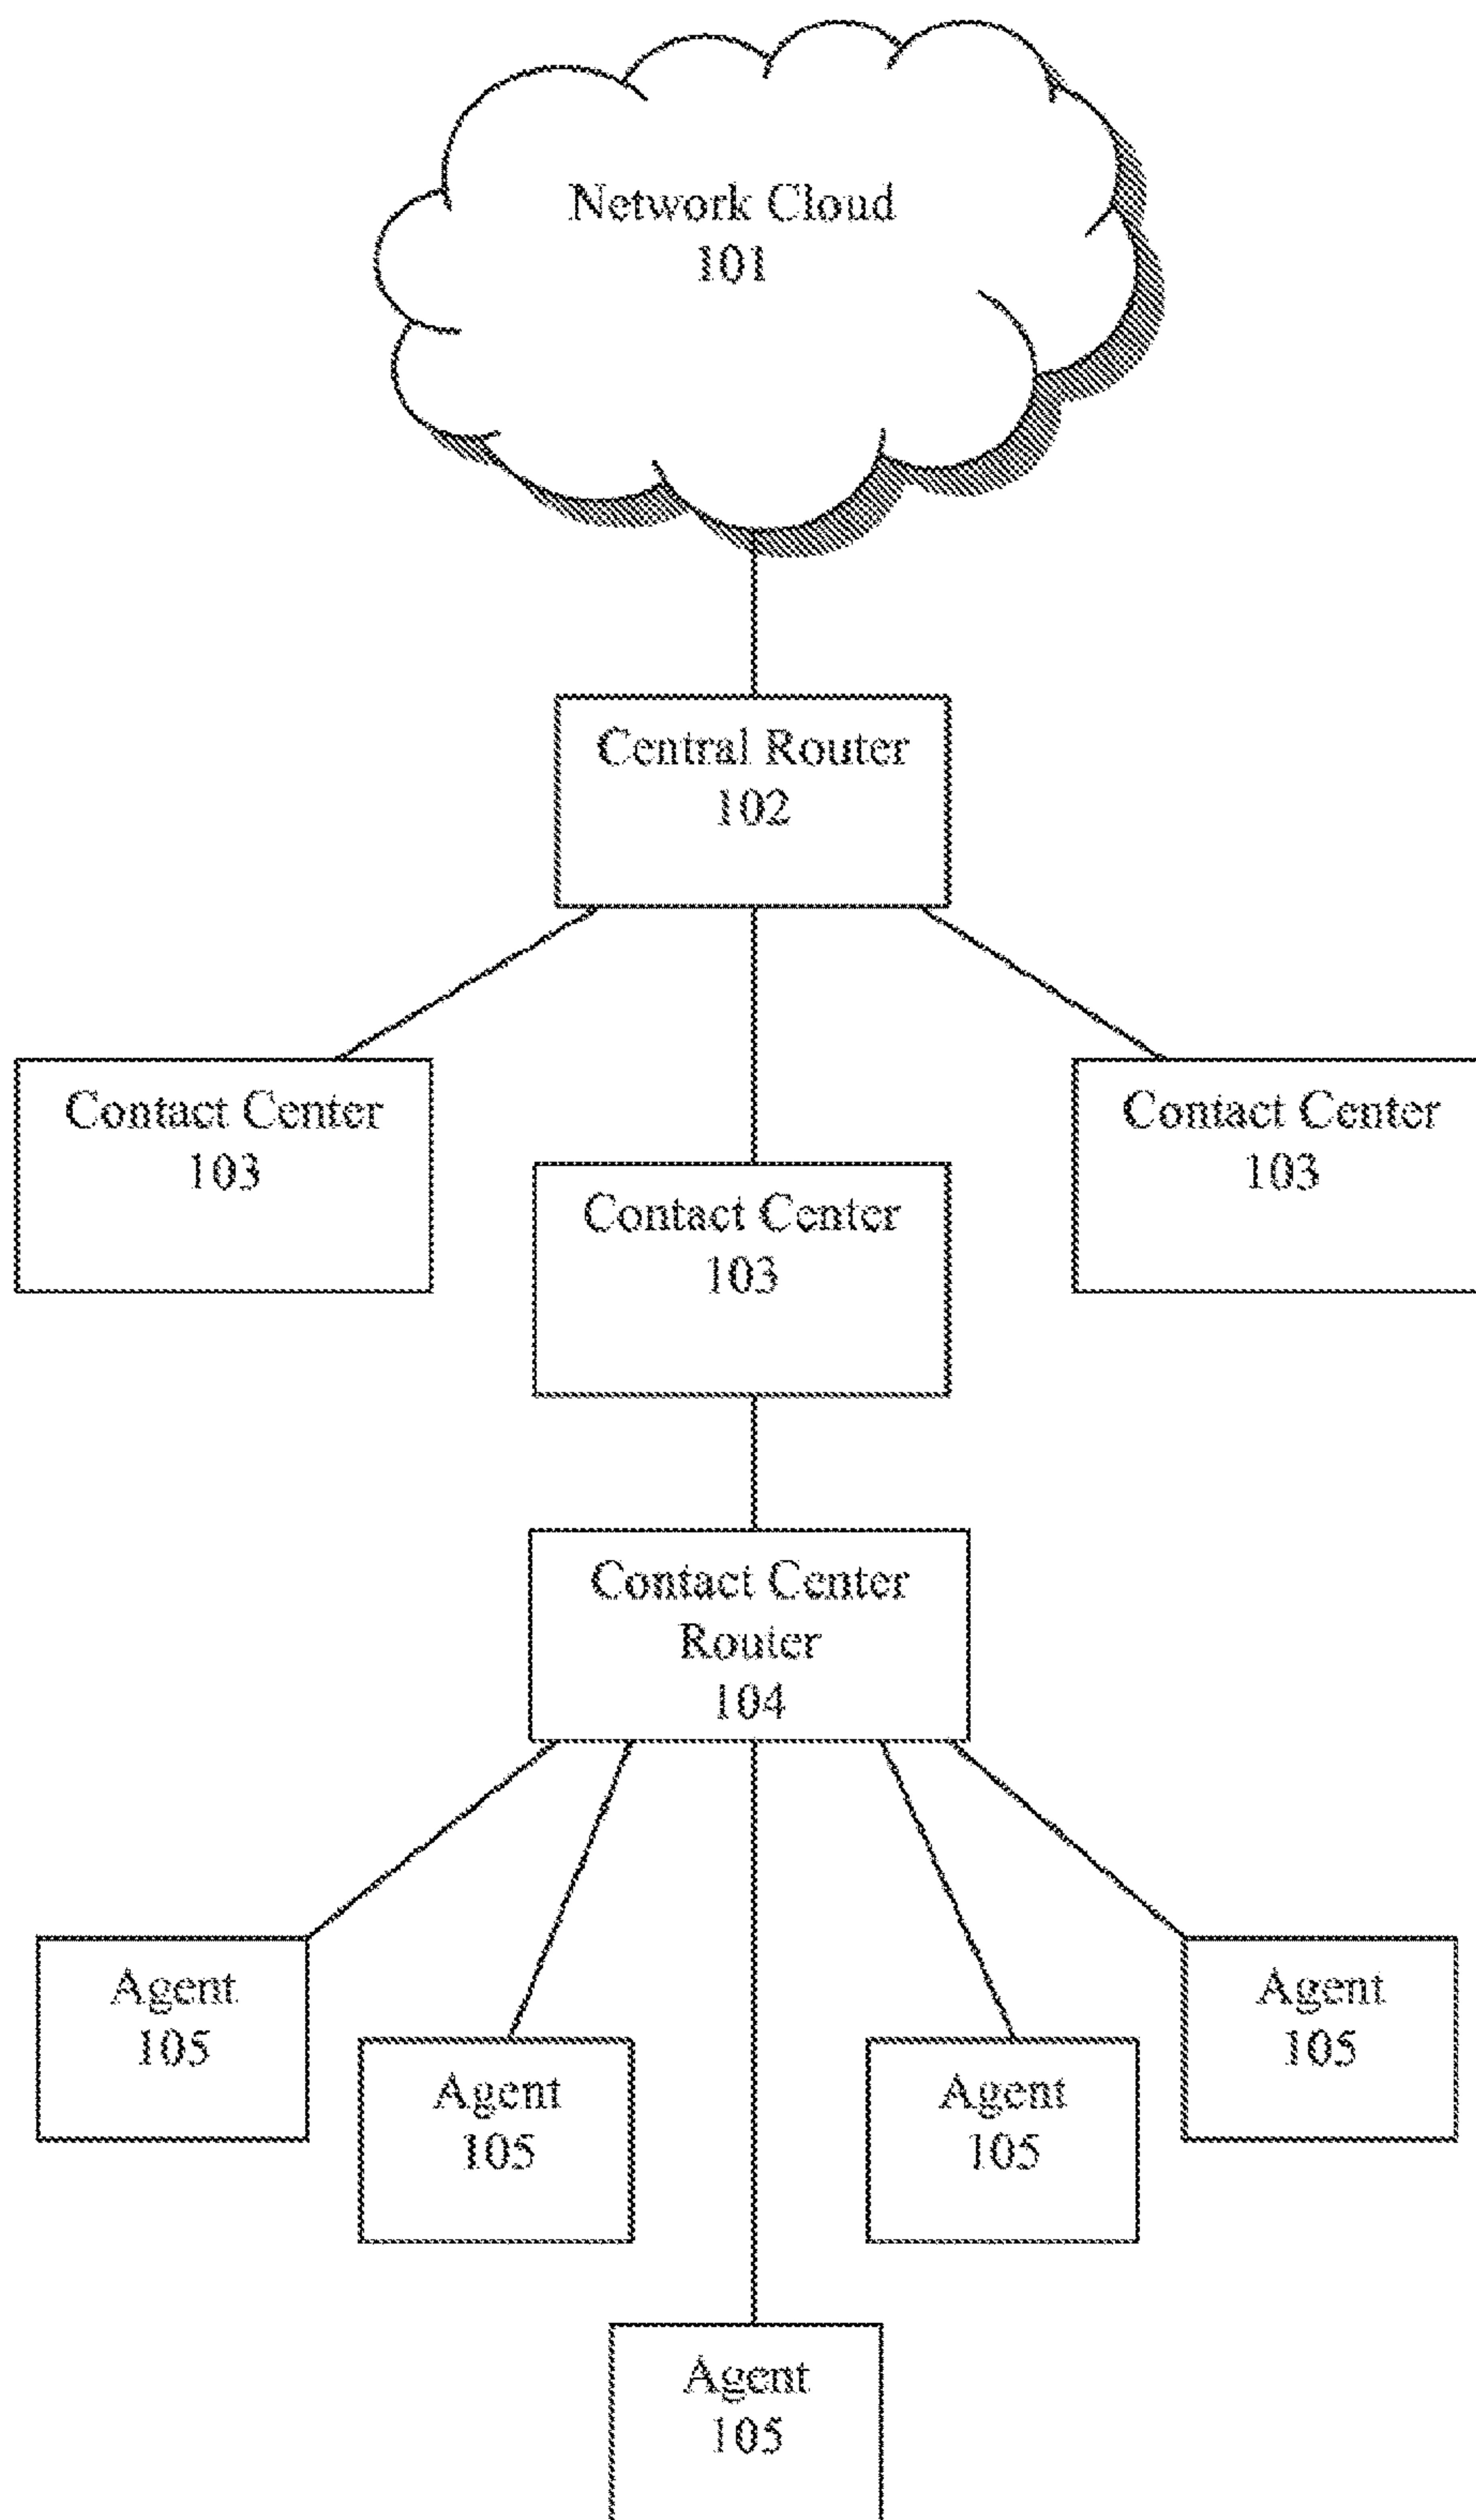 Network Cloud
101
Central Router
102
Contact Center
103
Contact Center
103
Contact Center
103
Contact Center
Router
104
Agent
105
Agent
105
Agent
105
Agent
105
Agent
105